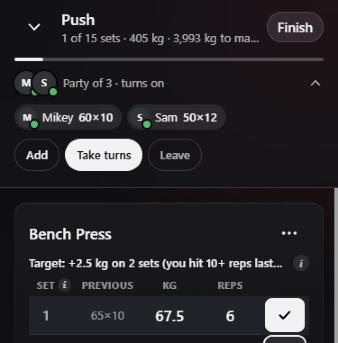 Push
1 of 15 sets · 405 kg · 3,993 kg to ma...
Finish
M S Party of 3 · turns on
M Mikey 60×10 S Sam 50×12
Add Take turns Leave
Bench Press
Target: +2.5 kg on 2 sets (you hit 10+ reps last... i
SET i PREVIOUS KG REPS
1 65×10 67.5 6